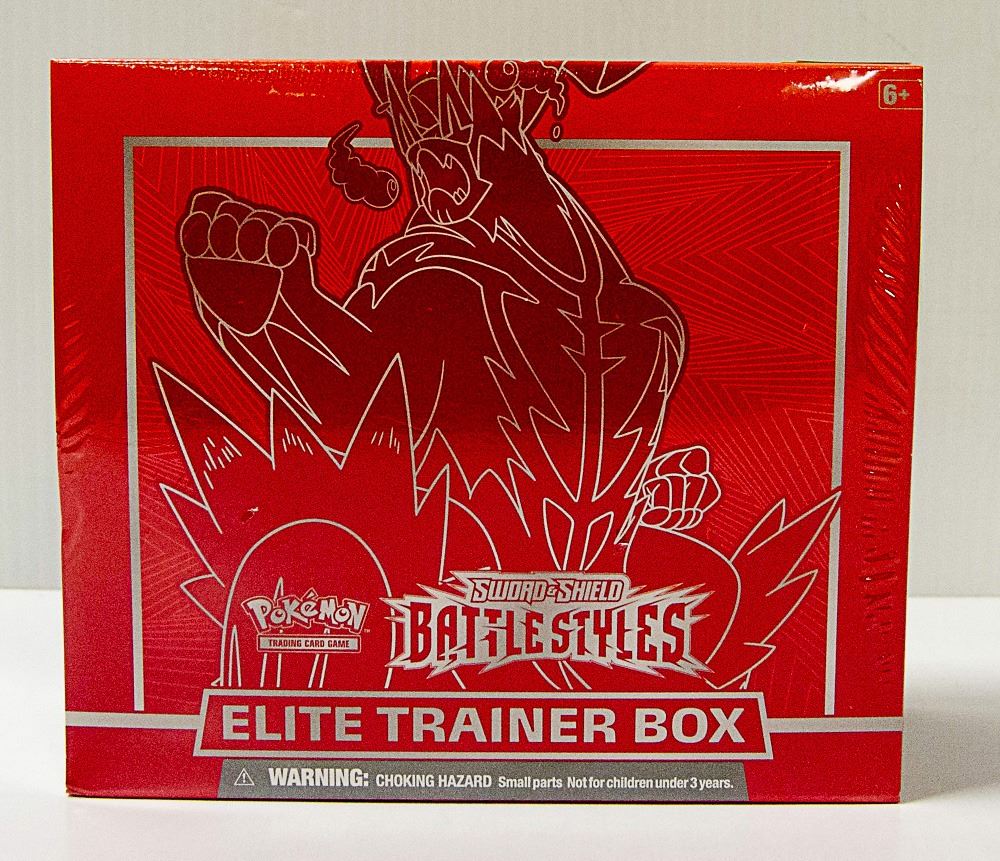 6+
SWORD & SHIELD
POKéMON™
BATTLE STYLES
TRADING CARD GAME
ELITE TRAINER BOX
WARNING: CHOKING HAZARD Small parts Not for children under 3 years.